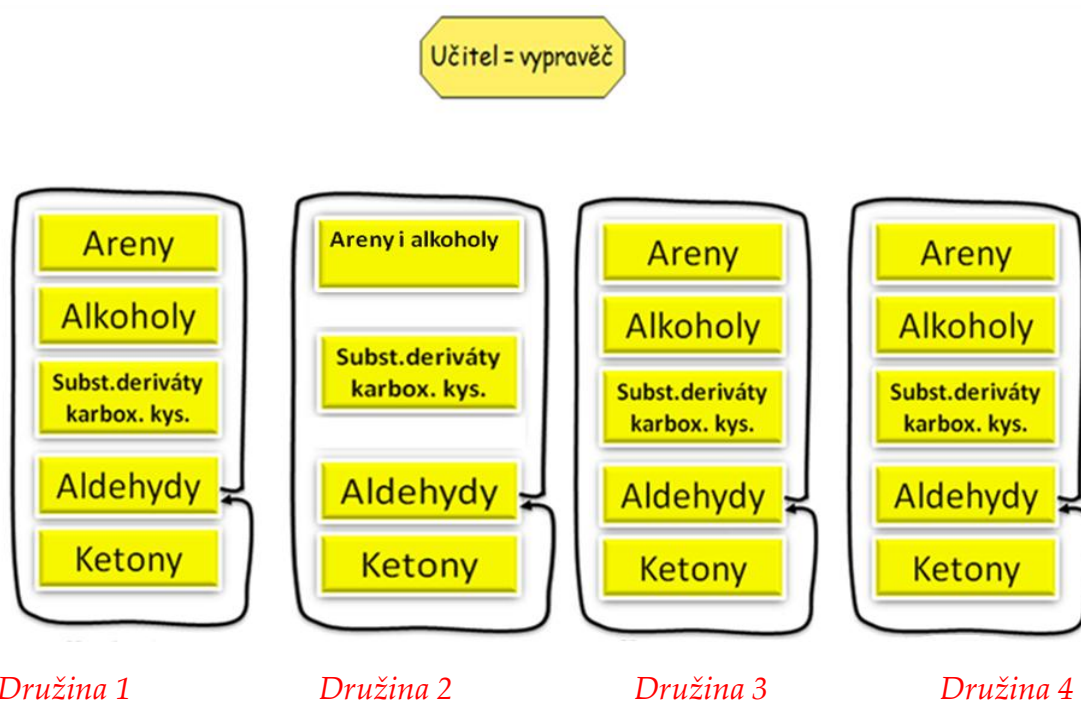 Učitel = vypravěč
Areny
Alkoholy
Subst.deriváty
karbox. kys.
Aldehydy
Ketony
Areny i alkoholy
Subst.deriváty
karbox. kys.
Aldehydy
Ketony
Areny
Alkoholy
Subst.deriváty
karbox. kys.
Aldehydy
Ketony
Areny
Alkoholy
Subst.deriváty
karbox. kys.
Aldehydy
Ketony
Družina 1
Družina 2
Družina 3
Družina 4